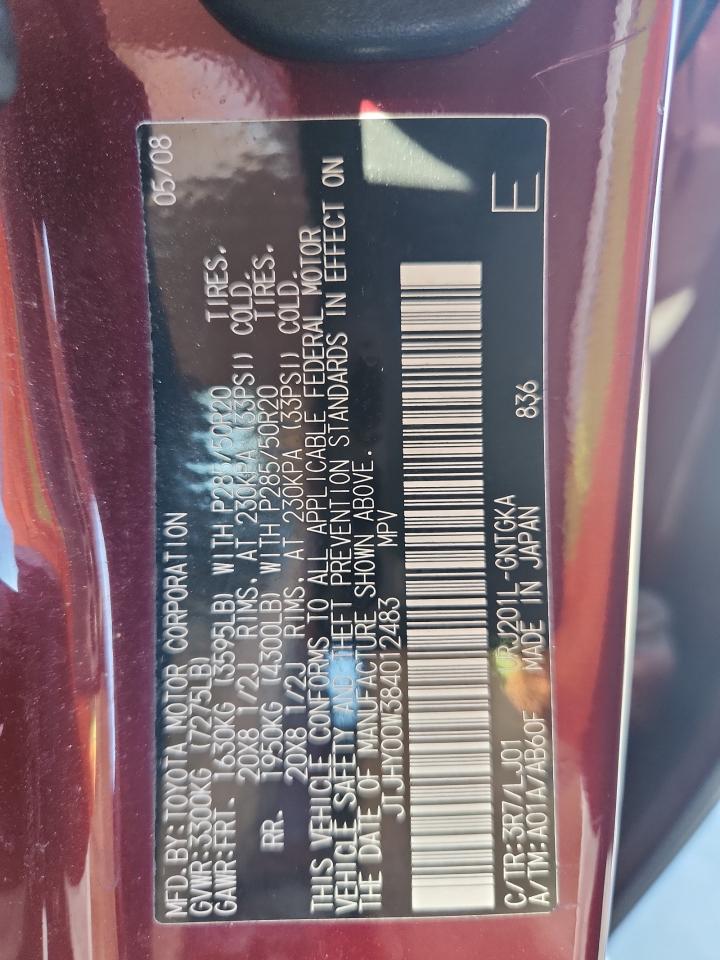 MFD. BY: TOYOTA MOTOR CORPORATION 05/08
GVWR: 3300KG (7275LB)
GAWR: FRT. 1630KG (3595LB) WITH P285/50R20 TIRES,
20X8 1/2J RIMS, AT 230KPA (33PSI) COLD.
RR. 1950KG (4300LB) WITH P285/50R20 TIRES,
20X8 1/2J RIMS, AT 230KPA (33PSI) COLD.
THIS VEHICLE CONFORMS TO ALL APPLICABLE FEDERAL MOTOR
VEHICLE SAFETY AND THEFT PREVENTION STANDARDS IN EFFECT ON
THE DATE OF MANUFACTURE SHOWN ABOVE.
JTJHY00W384012483 MPV
C/TR: 3R7/LJ01 URJ201L-GNTGKA
A/TM: A01A/AB60F MADE IN JAPAN 836 E